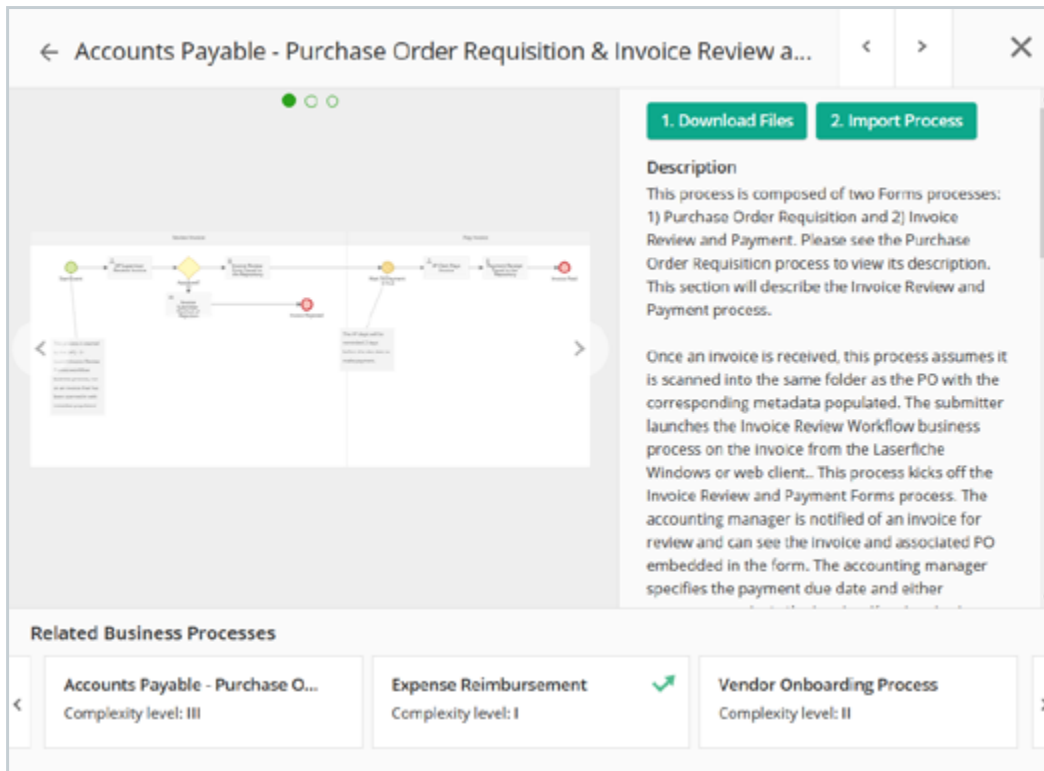 Accounts Payable - Purchase Order Requisition & Invoice Review a...
1. Download Files
2. Import Process
Description
This process is composed of two Forms processes:
1) Purchase Order Requisition and 2) Invoice
Review and Payment. Please see the Purchase
Order Requisition process to view its description.
This section will describe the Invoice Review and
Payment process.
Once an invoice is received, this process assumes it
is scanned into the same folder as the PO with the
corresponding metadata populated. The submitter
launches the Invoice Review Workflow business
process on the invoice from the Laserfiche
Windows or web client.. This process kicks off the
Invoice Review and Payment Forms process. The
accounting manager is notified of an invoice for
review and can see the Invoice and associated PO
embedded in the form. The accounting manager
specifies the payment due date and either
Related Business Processes
Accounts Payable - Purchase O...
Complexity level: III
Expense Reimbursement
Complexity level: I
Vendor Onboarding Process
Complexity level: II